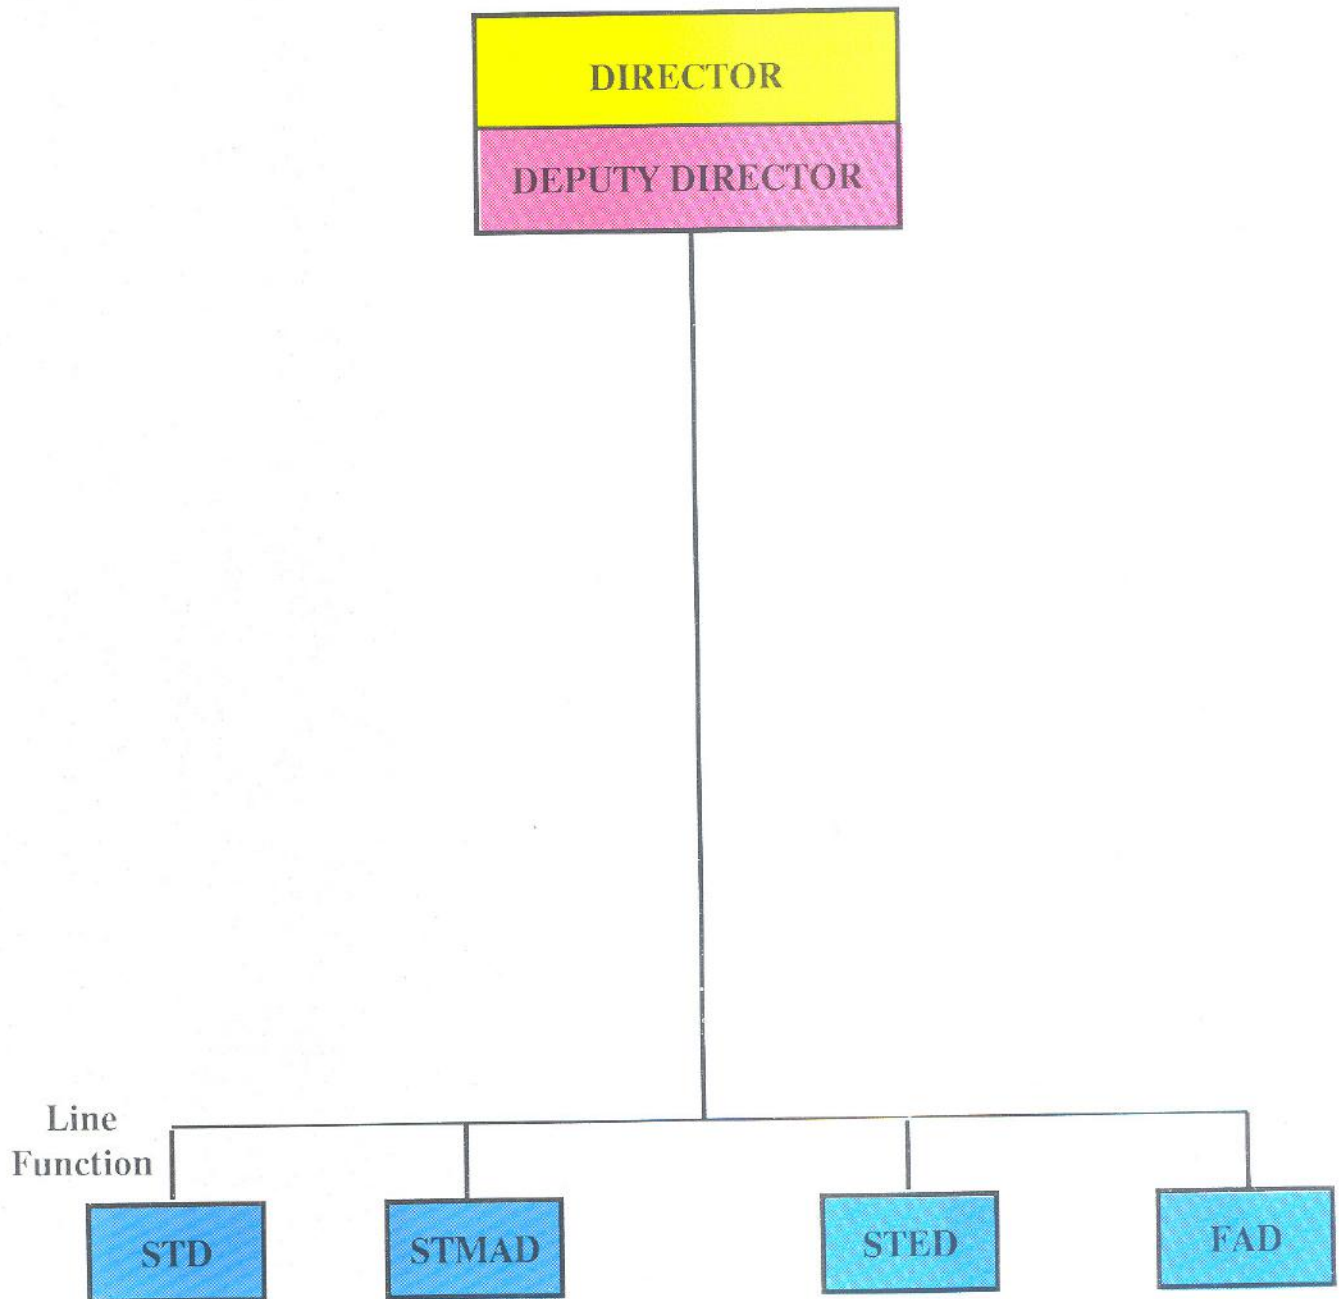 DIRECTOR
DEPUTY DIRECTOR
Line
Function
STD
STMAD
STED
FAD